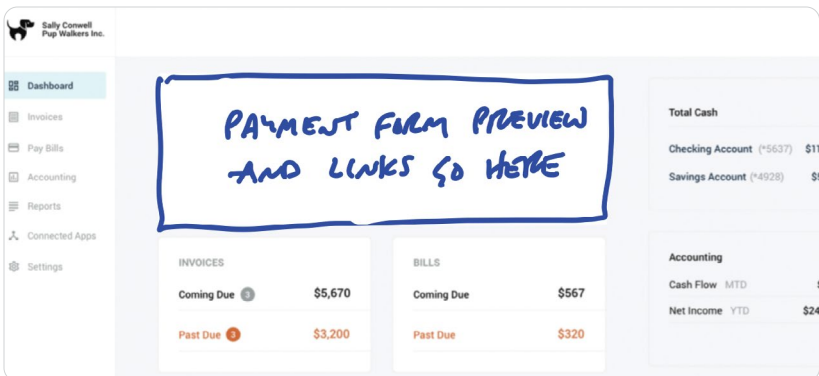 Sally Conwell
Pup Walkers Inc.
Dashboard
Invoices
Pay Bills
Accounting
Reports
Connected Apps
Settings
PAYMENT FORM PREVIEW
AND LINKS GO HERE
INVOICES
Coming Due 3 $5,670
Past Due 3 $3,200
BILLS
Coming Due $567
Past Due $320
Total Cash
Checking Account (*5637) $11
Savings Account (*4928)
Accounting
Cash Flow MTD
Net Income YTD $24